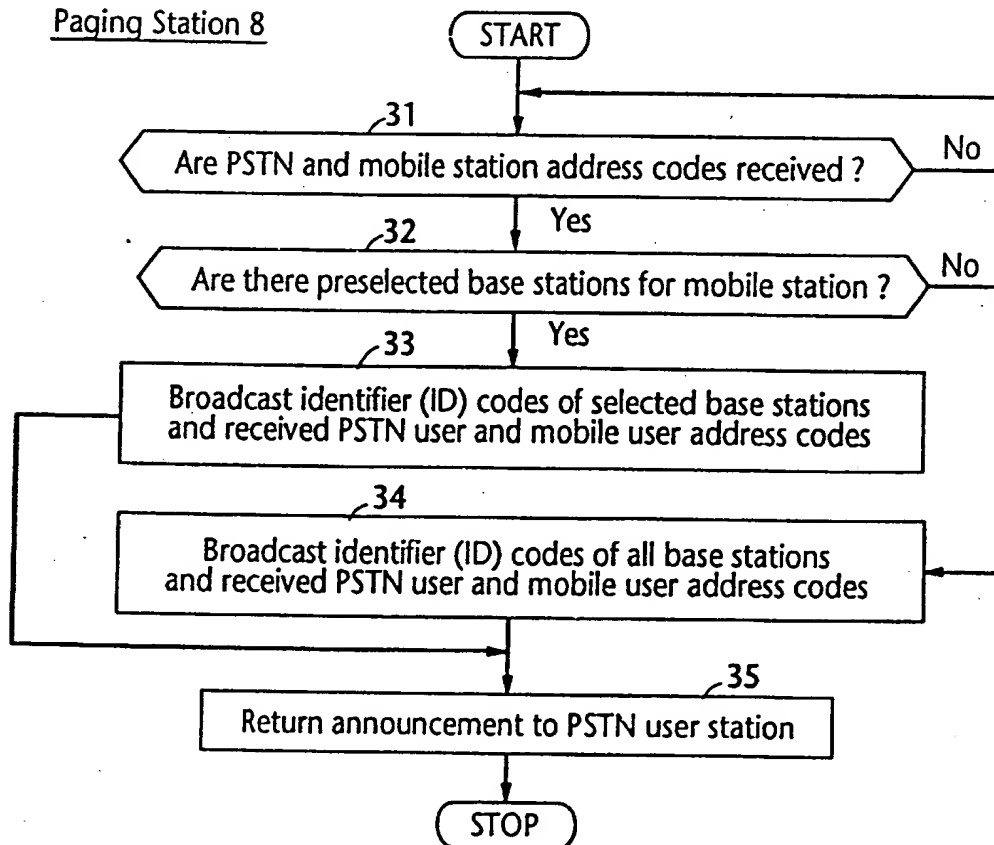 Paging Station 8
START
31
Are PSTN and mobile station address codes received ?
No
Yes
32
Are there preselected base stations for mobile station ?
No
Yes
33
Broadcast identifier (ID) codes of selected base stations
and received PSTN user and mobile user address codes
34
Broadcast identifier (ID) codes of all base stations
and received PSTN user and mobile user address codes
35
Return announcement to PSTN user station
STOP